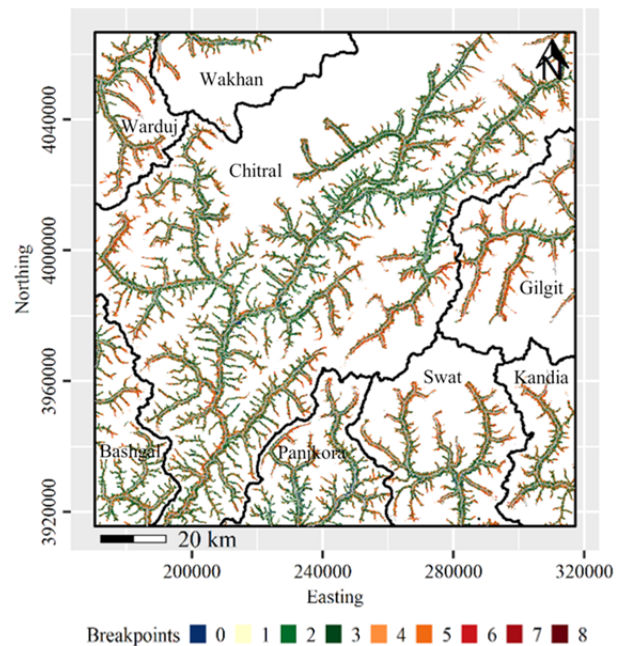 Wakhan
Warduj
Chitral
Gilgit
Swat
Kandia
Bashgal
Panjkora
N
20 km
Northing
4040000
4000000
3960000
3920000
200000
240000
280000
320000
Easting
Breakpoints 0 1 2 3 4 5 6 7 8